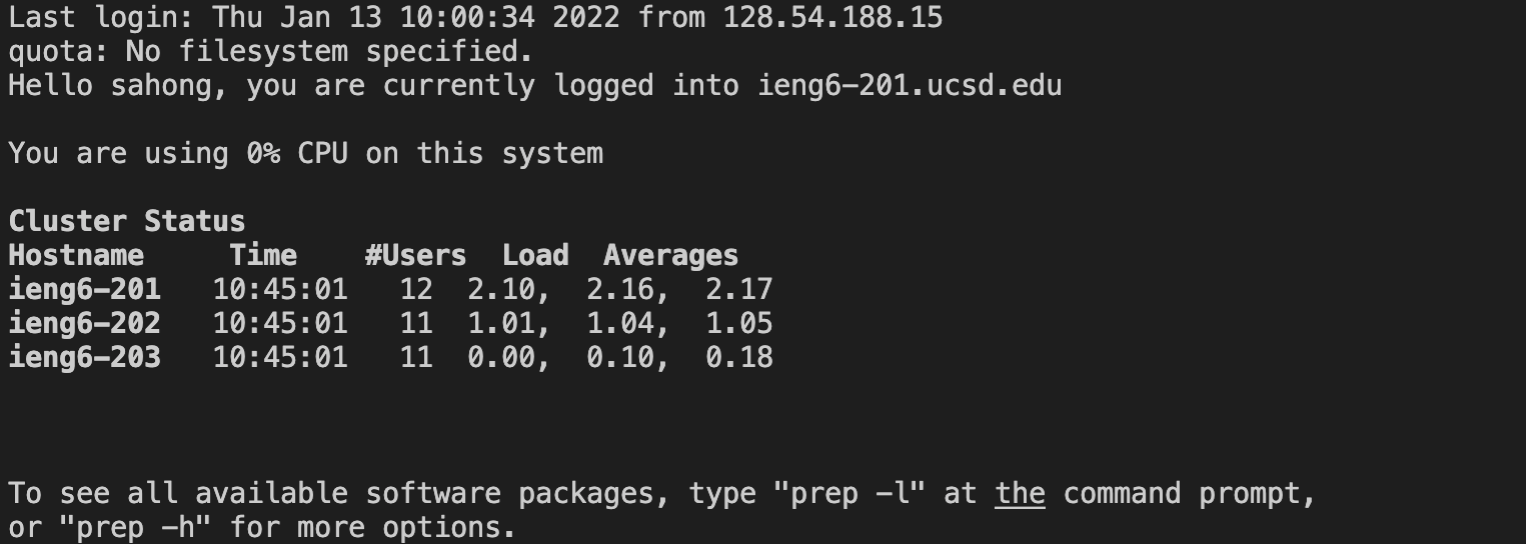 Last login: Thu Jan 13 10:00:34 2022 from 128.54.188.15
quota: No filesystem specified.
Hello sahong, you are currently logged into ieng6-201.ucsd.edu
You are using 0% CPU on this system
Cluster Status
Hostname     Time    #Users  Load  Averages
ieng6-201   10:45:01   12  2.10,  2.16,  2.17
ieng6-202   10:45:01   11  1.01,  1.04,  1.05
ieng6-203   10:45:01   11  0.00,  0.10,  0.18
To see all available software packages, type "prep -l" at the command prompt,
or "prep -h" for more options.